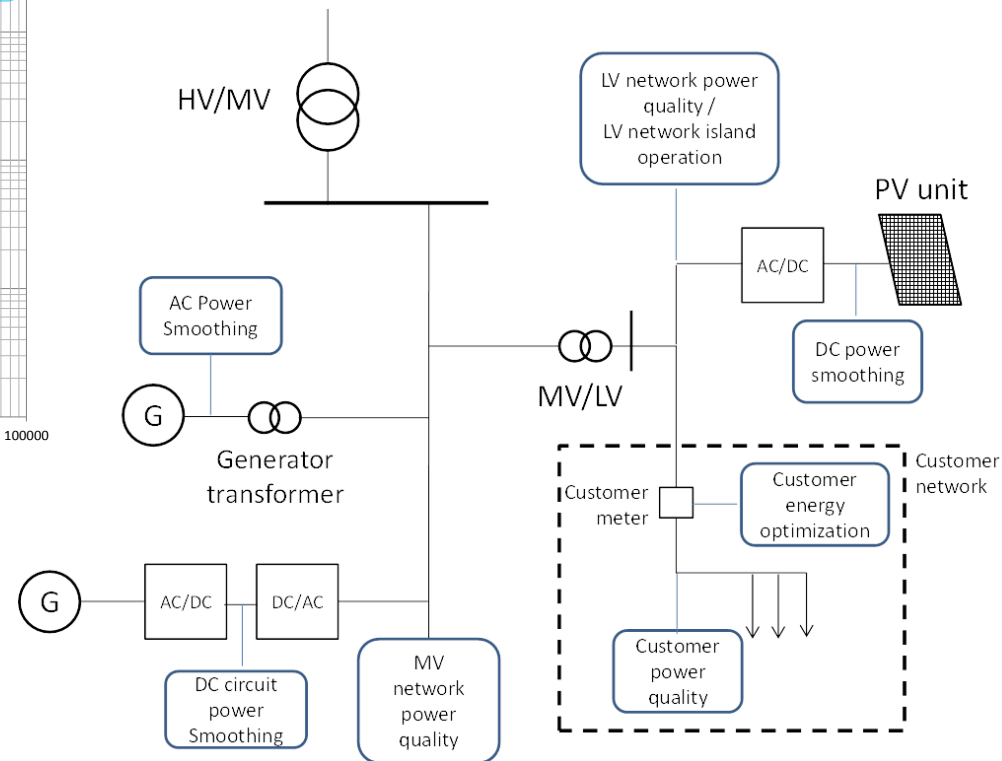 HV/MV
LV network power
quality /
LV network island
operation
PV unit
AC/DC
AC Power
Smoothing
DC power
smoothing
MV/LV
G
100000
Generator
transformer
Customer
network
Customer
meter
Customer
energy
optimization
G
AC/DC
DC/AC
Customer
power
quality
MV
network
power
quality
DC circuit
power
Smoothing